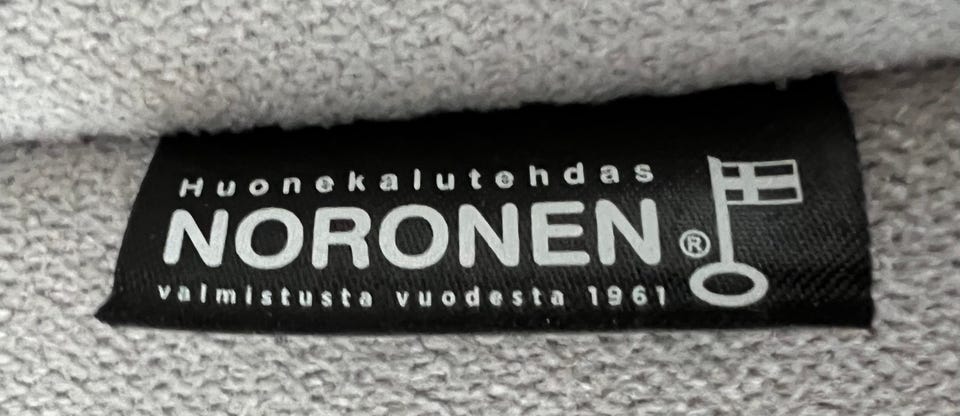 Huonekalutehdas
NORONEN ®
valmistusta vuodesta 1961